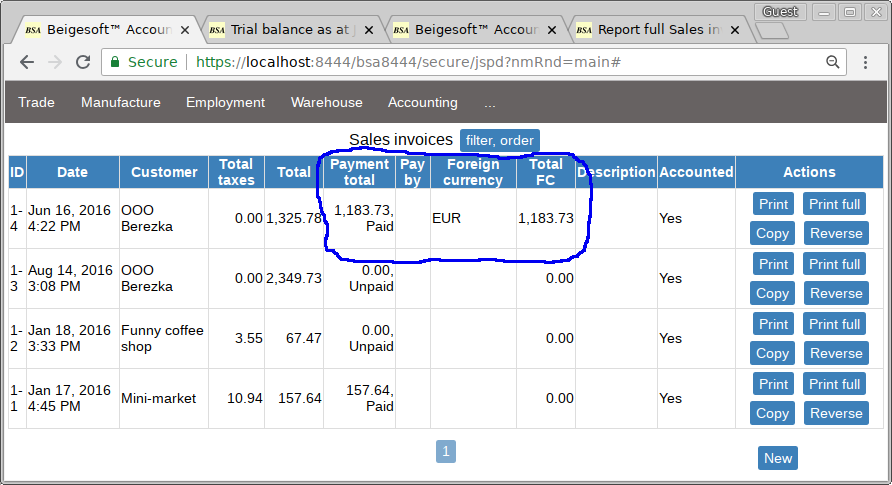 Guest
BSA Beigesoft™ Accoun
BSA Trial balance as at J
BSA Beigesoft™ Accoun
BSA Report full Sales in
Secure https://localhost:8444/bsa8444/secure/jspd?nmRnd=main#
Trade Manufacture Employment Warehouse Accounting ...
Sales invoices filter, order
ID Date Customer Total taxes Total Payment total Pay by Foreign currency Total FC Description Accounted Actions
1-4 Jun 16, 2016 4:22 PM OOO Berezka 0.00 1,325.78 1,183.73, Paid EUR 1,183.73 Yes Print Print full Copy Reverse
1-3 Aug 14, 2016 3:08 PM OOO Berezka 0.00 2,349.73 0.00, Unpaid 0.00 Yes Print Print full Copy Reverse
1-2 Jan 18, 2016 3:33 PM Funny coffee shop 3.55 67.47 0.00, Unpaid 0.00 Yes Print Print full Copy Reverse
1-1 Jan 17, 2016 4:45 PM Mini-market 10.94 157.64 157.64, Paid 0.00 Yes Print Print full Copy Reverse
1
New